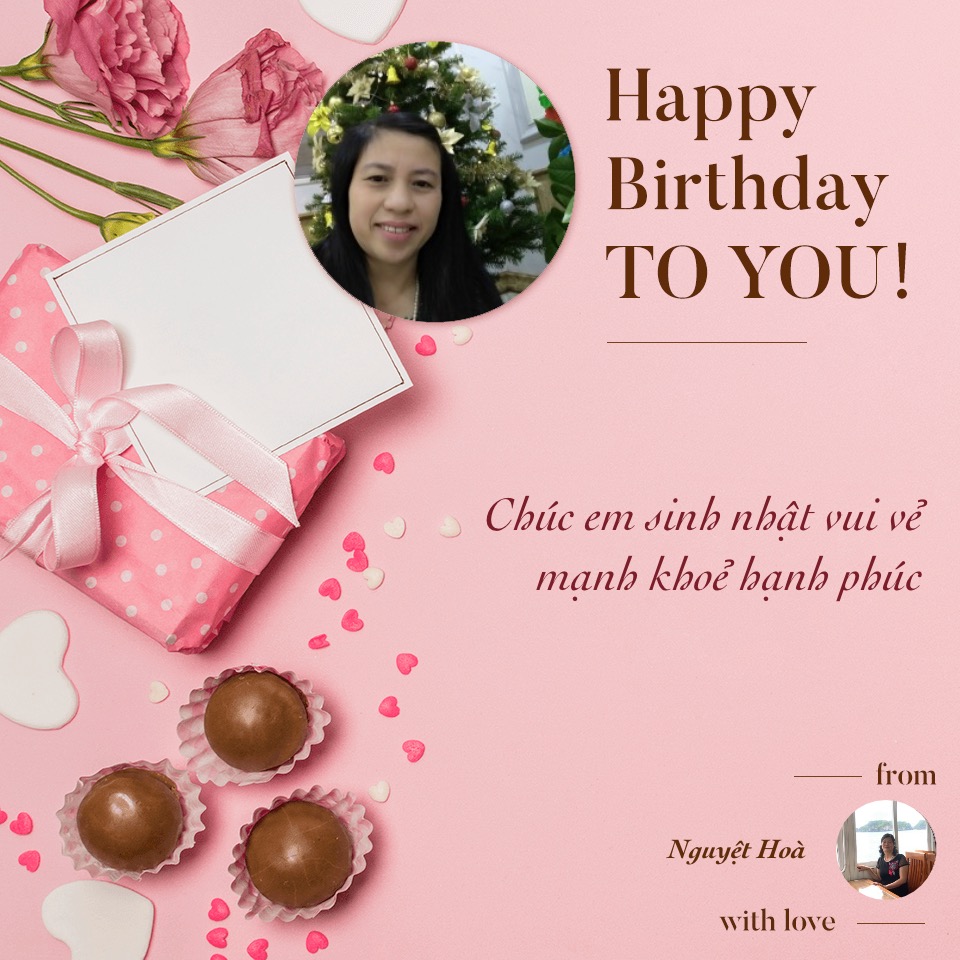 Happy
Birthday
TO YOU!
Chúc em sinh nhật vui vẻ
mạnh khoẻ hạnh phúc
from
Nguyệt Hoà
with love